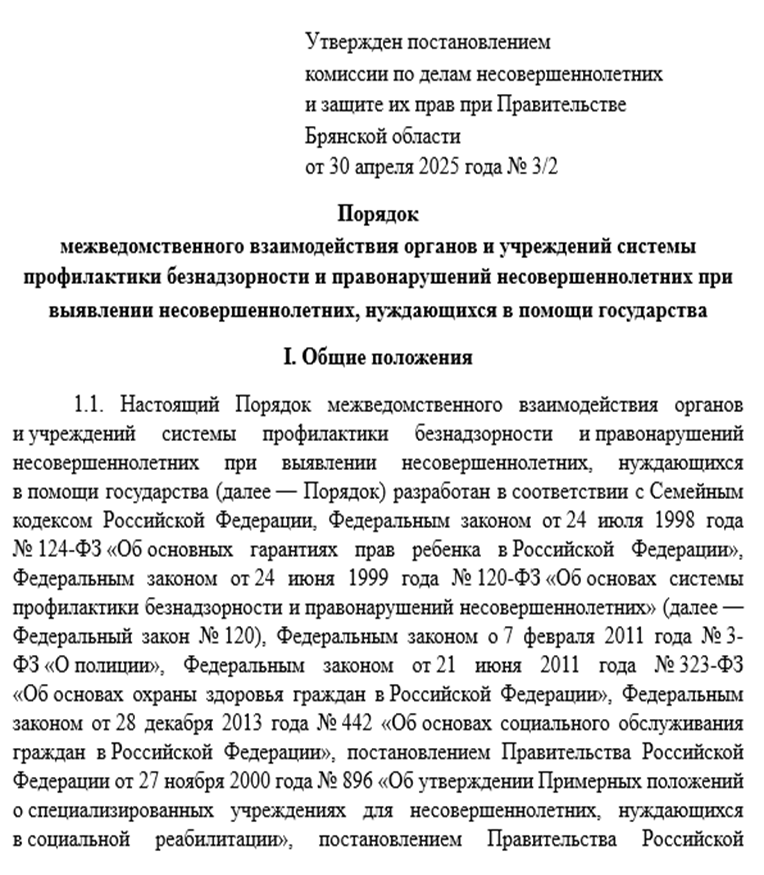 Утвержден постановлением
комиссии по делам несовершеннолетних
и защите их прав при Правительстве
Брянской области
от 30 апреля 2025 года № 3/2
Порядок
межведомственного взаимодействия органов и учреждений системы
профилактики безнадзорности и правонарушений несовершеннолетних при
выявлении несовершеннолетних, нуждающихся в помощи государства
I. Общие положения
1.1. Настоящий Порядок межведомственного взаимодействия органов
и учреждений системы профилактики безнадзорности и правонарушений
несовершеннолетних при выявлении несовершеннолетних, нуждающихся
в помощи государства (далее — Порядок) разработан в соответствии с Семейным
кодексом Российской Федерации, Федеральным законом от 24 июля 1998 года
№ 124-ФЗ «Об основных гарантиях прав ребенка в Российской Федерации»,
Федеральным законом от 24 июня 1999 года № 120-ФЗ «Об основах системы
профилактики безнадзорности и правонарушений несовершеннолетних» (далее —
Федеральный закон № 120), Федеральным законом о 7 февраля 2011 года № 3-
ФЗ «О полиции», Федеральным законом от 21 июня 2011 года № 323-ФЗ
«Об основах охраны здоровья граждан в Российской Федерации», Федеральным
законом от 28 декабря 2013 года № 442 «Об основах социального обслуживания
граждан в Российской Федерации», постановлением Правительства Российской
Федерации от 27 ноября 2000 года № 896 «Об утверждении Примерных положений
о специализированных учреждениях для несовершеннолетних, нуждающихся
в социальной реабилитации», постановлением Правительства Российской